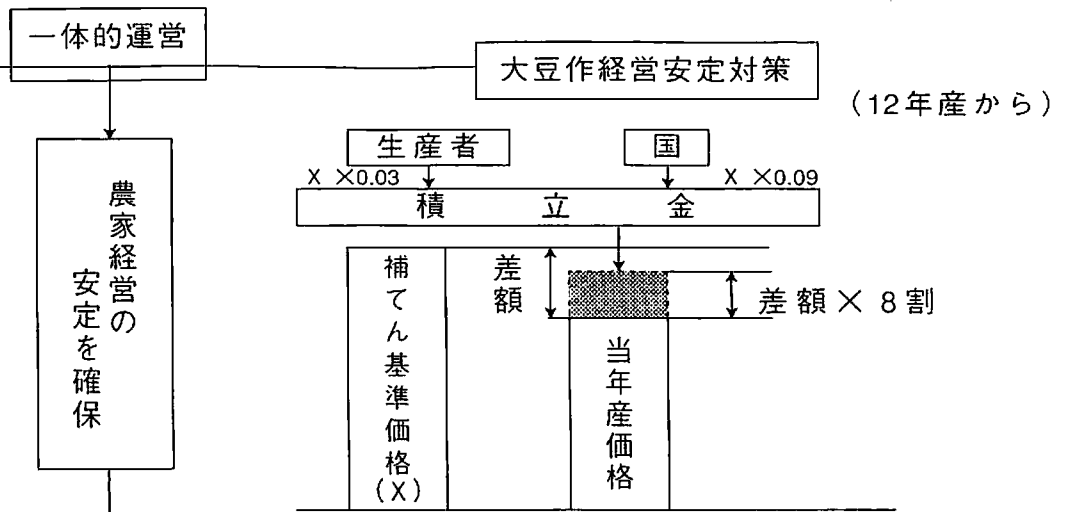 一体的運営
大豆作経営安定対策
(12年産から)
生産者
国
X ×0.03
X ×0.09
積立金
農家経営の
安定を確保
補てん基準価格(X)
差額
差額×8割
当年産価格